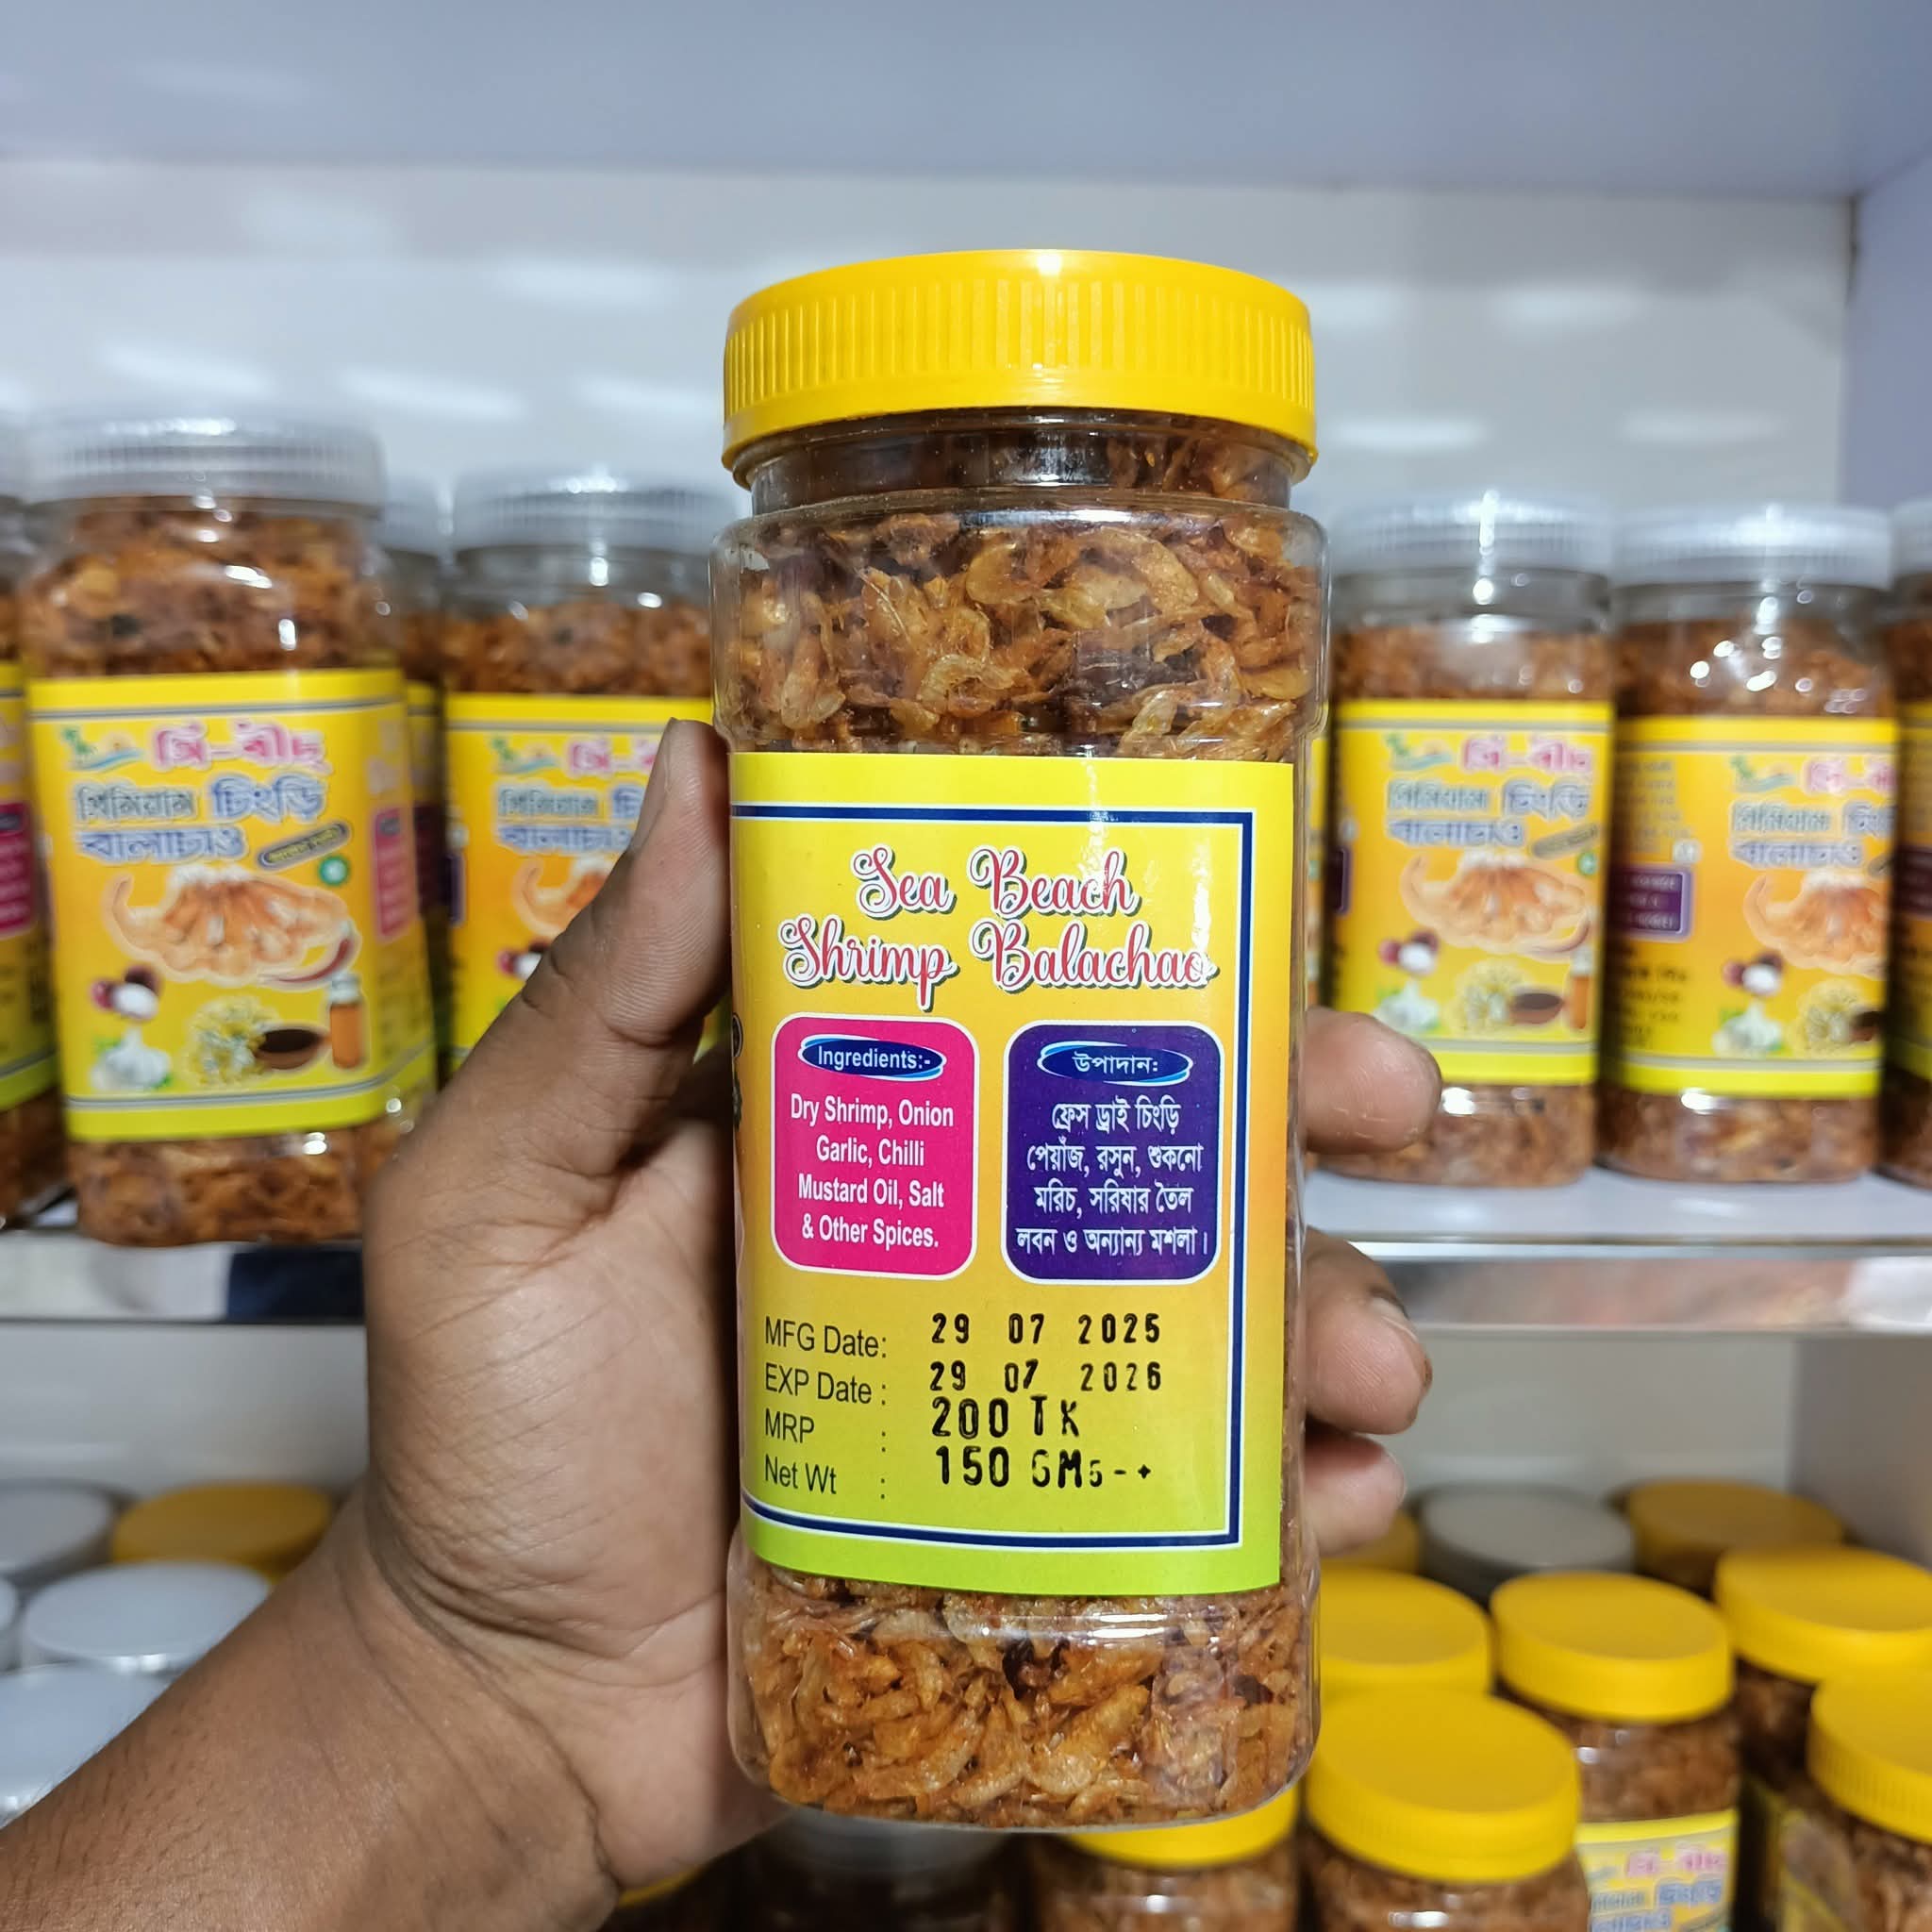 Sea Beach
Shrimp Balachao
Ingredients:-
Dry Shrimp, Onion
Garlic, Chilli
Mustard Oil, Salt
& Other Spices.
উপাদান:
ফ্রেস ড্রাই চিংড়ি
পেয়াঁজ, রসুন, শুকনো
মরিচ, সরিষার তৈল
লবন ও অন্যান্য মশলা।
MFG Date: 29 07 2025
EXP Date : 29 07 2026
MRP : 200 TK
Net Wt : 150 GMs-+
সি-বীচ
প্রিমিয়াম চিংড়ি
বালাচাও
সি-বী
প্রিমিয়াম চি
বালাচাও
সি-বীচ
প্রিমিয়াম চিংড়ি
বালাচাও
প্রিমিয়াম
বালাচাও